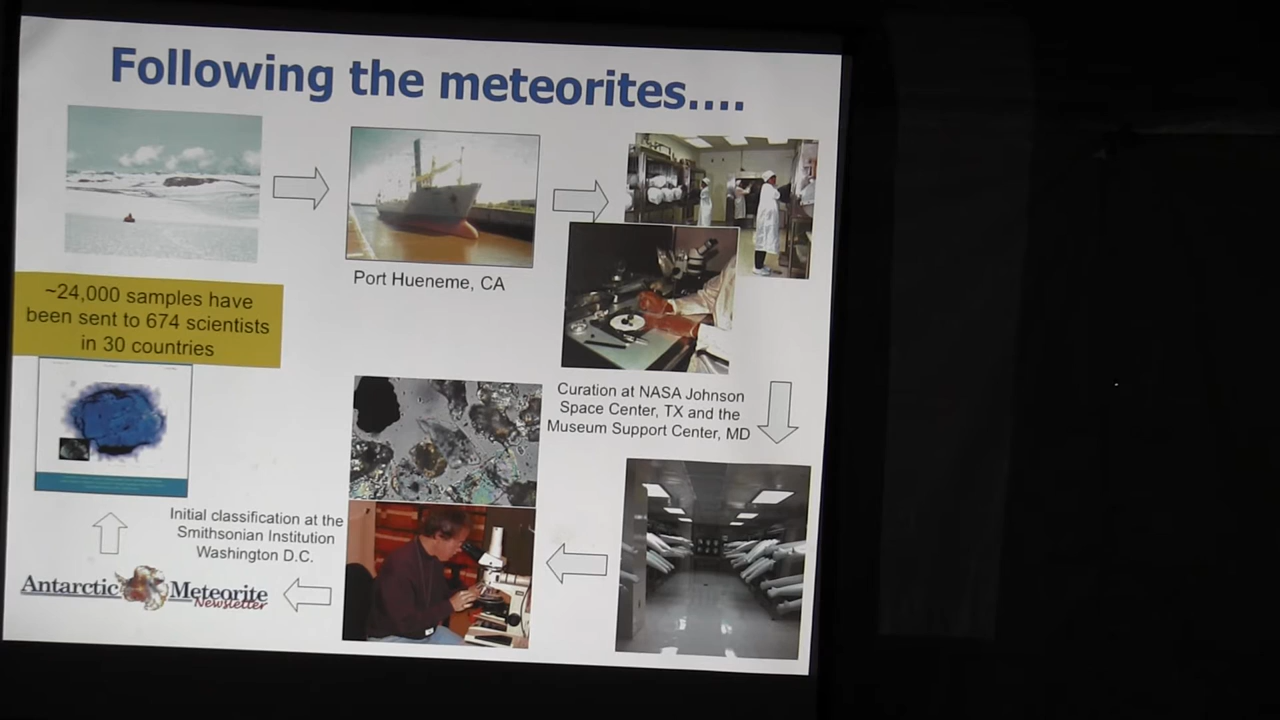 Following the meteorites....
Port Hueneme, CA
~24,000 samples have
been sent to 674 scientists
in 30 countries
Curation at NASA Johnson
Space Center, TX and the
Museum Support Center, MD
Initial classification at the
Smithsonian Institution
Washington D.C.
Antarctic Meteorite
Newsletter